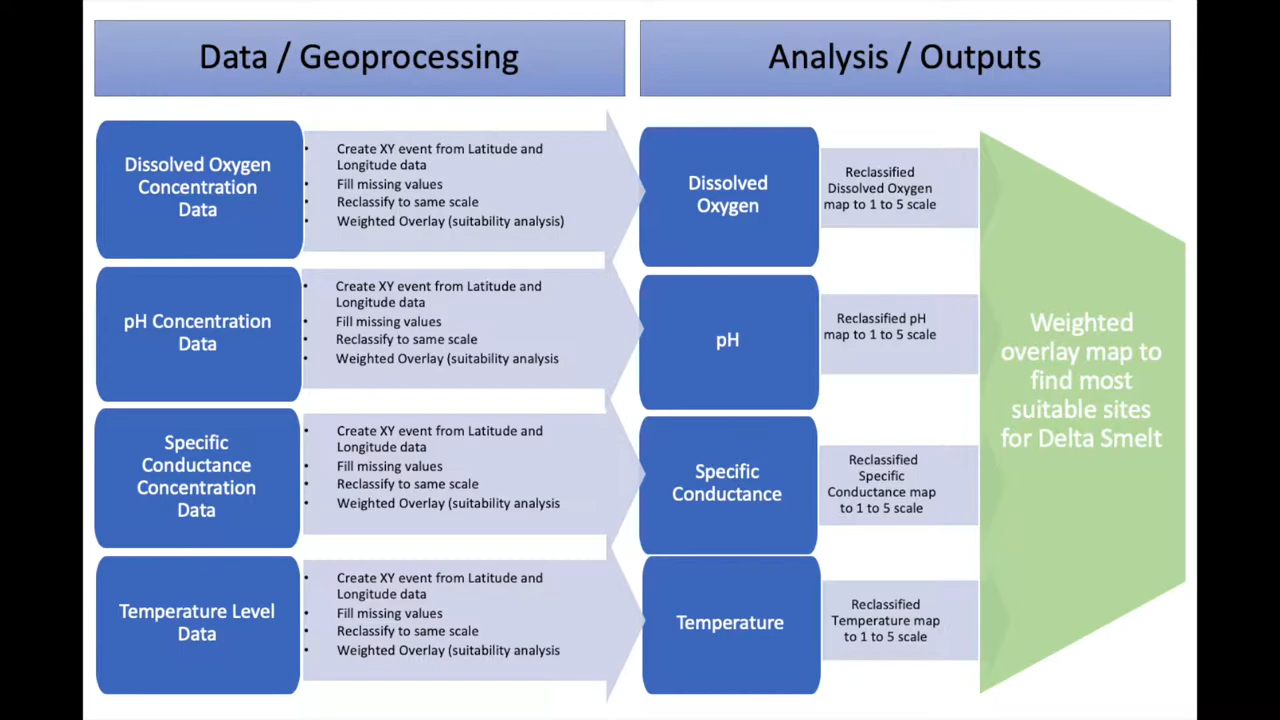 Data / Geoprocessing
Analysis / Outputs
Dissolved Oxygen
Concentration
Data
• Create XY event from Latitude and
Longitude data
• Fill missing values
• Reclassify to same scale
• Weighted Overlay (suitability analysis)
Dissolved
Oxygen
Reclassified
Dissolved Oxygen
map to 1 to 5 scale
pH Concentration
Data
• Create XY event from Latitude and
Longitude data
• Fill missing values
• Reclassify to same scale
• Weighted Overlay (suitability analysis
pH
Reclassified pH
map to 1 to 5 scale
Specific
Conductance
Concentration
Data
• Create XY event from Latitude and
Longitude data
• Fill missing values
• Reclassify to same scale
• Weighted Overlay (suitability analysis
Specific
Conductance
Reclassified
Specific
Conductance map
to 1 to 5 scale
Temperature Level
Data
• Create XY event from Latitude and
Longitude data
• Fill missing values
• Reclassify to same scale
• Weighted Overlay (suitability analysis
Temperature
Reclassified
Temperature map
to 1 to 5 scale
Weighted
overlay map to
find most
suitable sites
for Delta Smelt